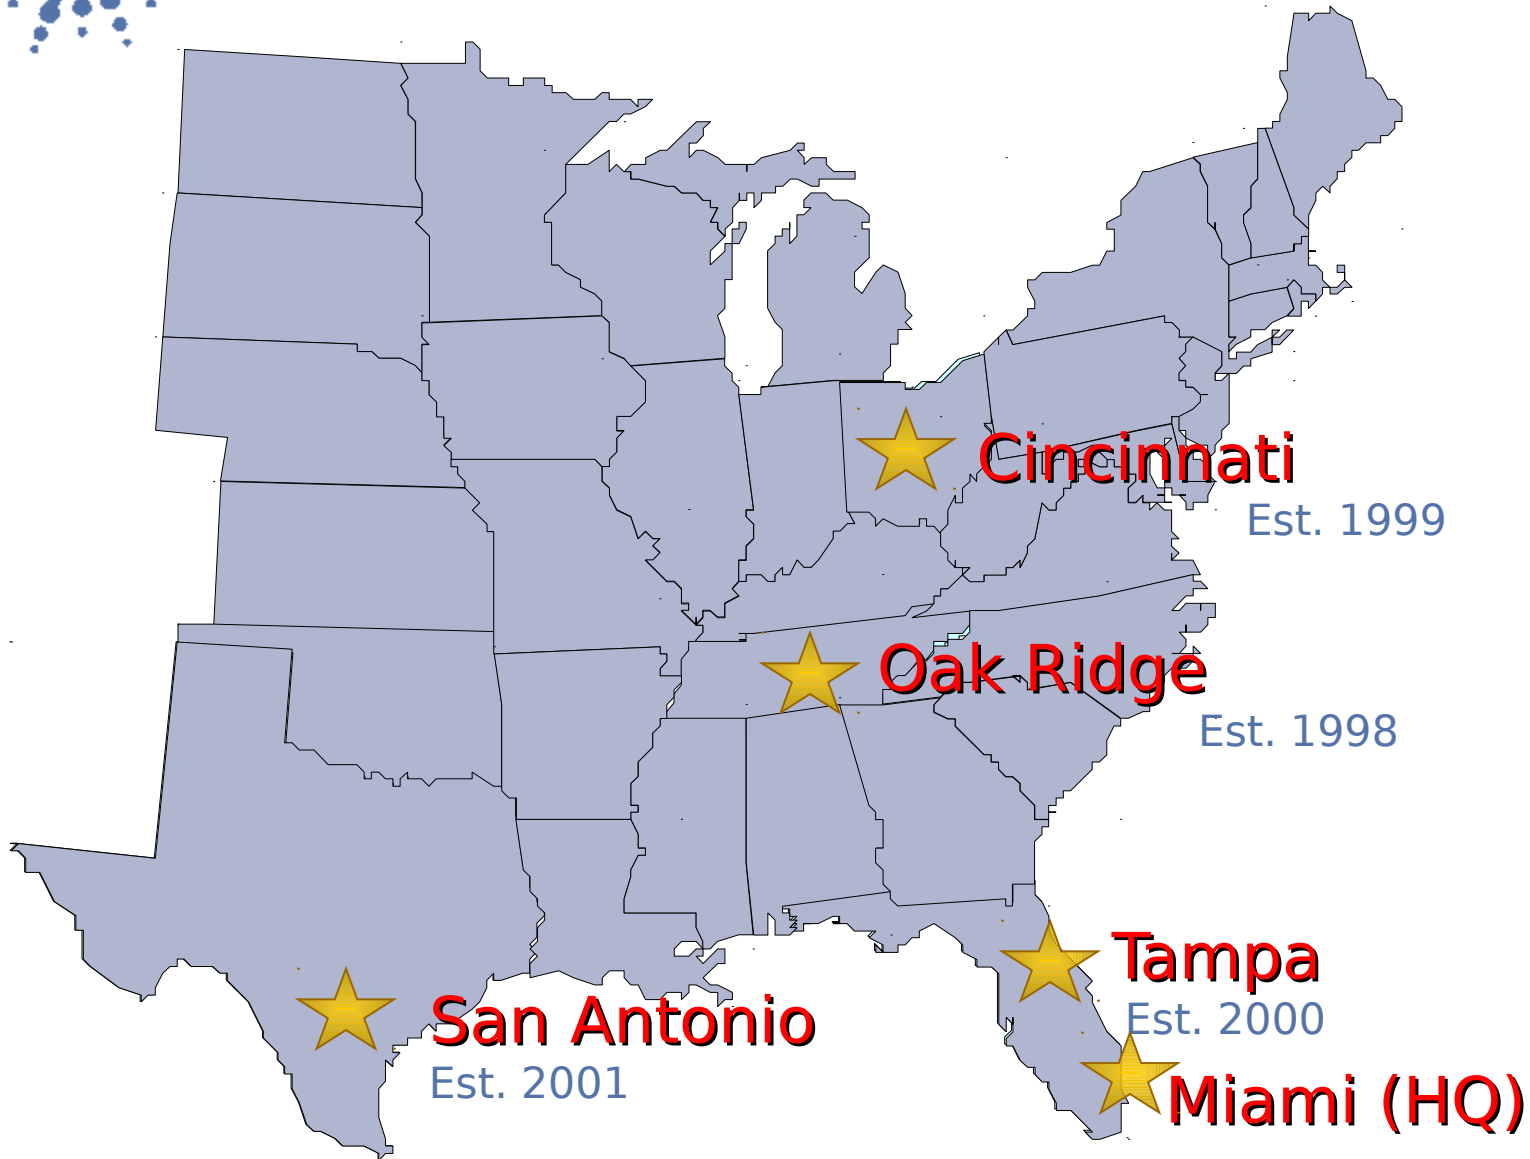 Cincinnati
Est. 1999
Oak Ridge
Est. 1998
Tampa
Est. 2000
San Antonio
Est. 2001
Miami (HQ)